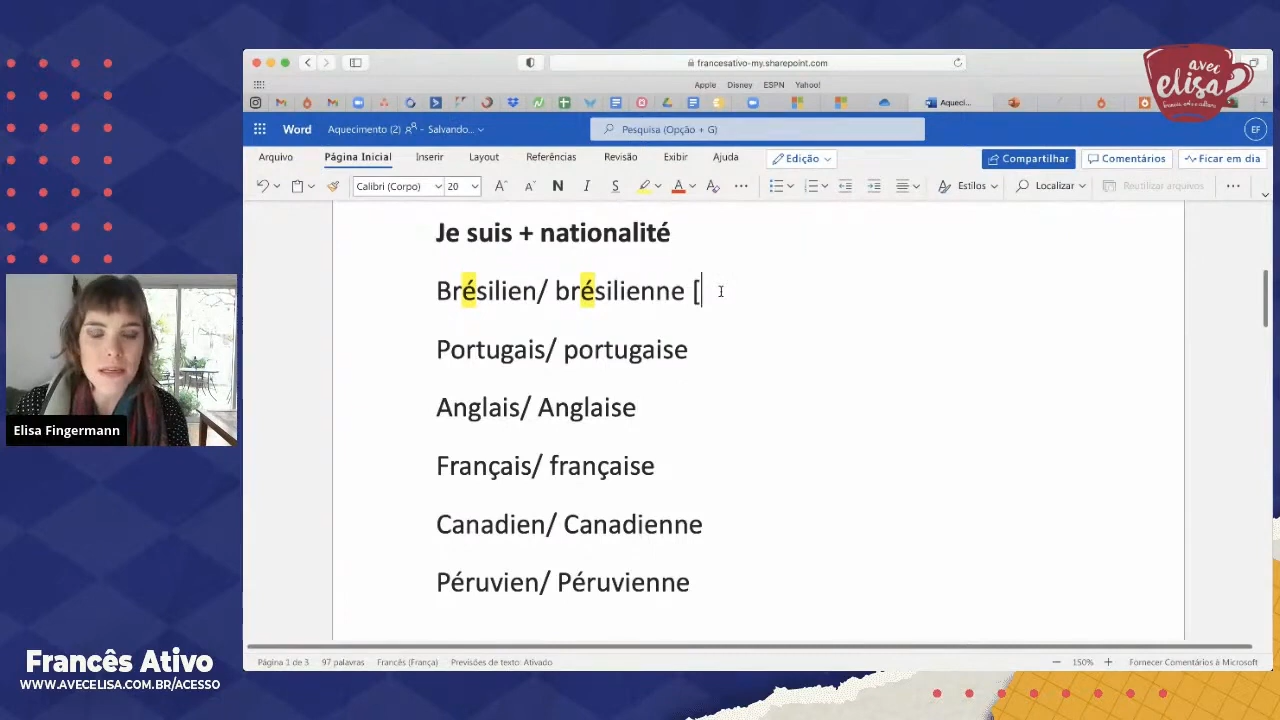 avec
elisa
francesativo-my.sharepoint.com
Apple Disney ESPN Yahoo!
Aqueci...
Word Aquecimento (2) - Salvando... Pesquisa (Opção + G) EF
Arquivo Página Inicial Inserir Layout Referências Revisão Exibir Ajuda Edição Compartilhar Comentários Ficar em dia
Calibri (Corpo) 20 A A N I S A A Estilos Localizar Reutilizar arquivos
Je suis + nationalité
Brésilien/ brésilienne [
Portugais/ portugaise
Anglais/ Anglaise
Français/ française
Canadien/ Canadienne
Péruvien/ Péruvienne
Elisa Fingermann
Francês Ativo
WWW.AVECELISA.COM.BR/ACESSO
Página 1 de 3 97 palavras Francês (França) Previsões de texto: Ativado 150% Fornecer Comentários à Microsoft